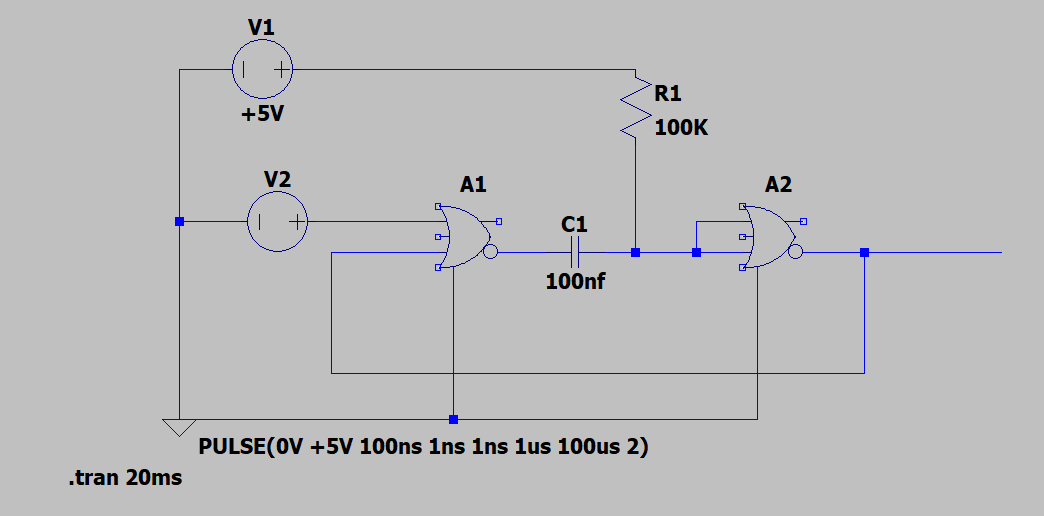 V1
+5V
R1
100K
V2
A1
A2
C1
100nf
PULSE(0V +5V 100ns 1ns 1ns 1us 100us 2)
.tran 20ms